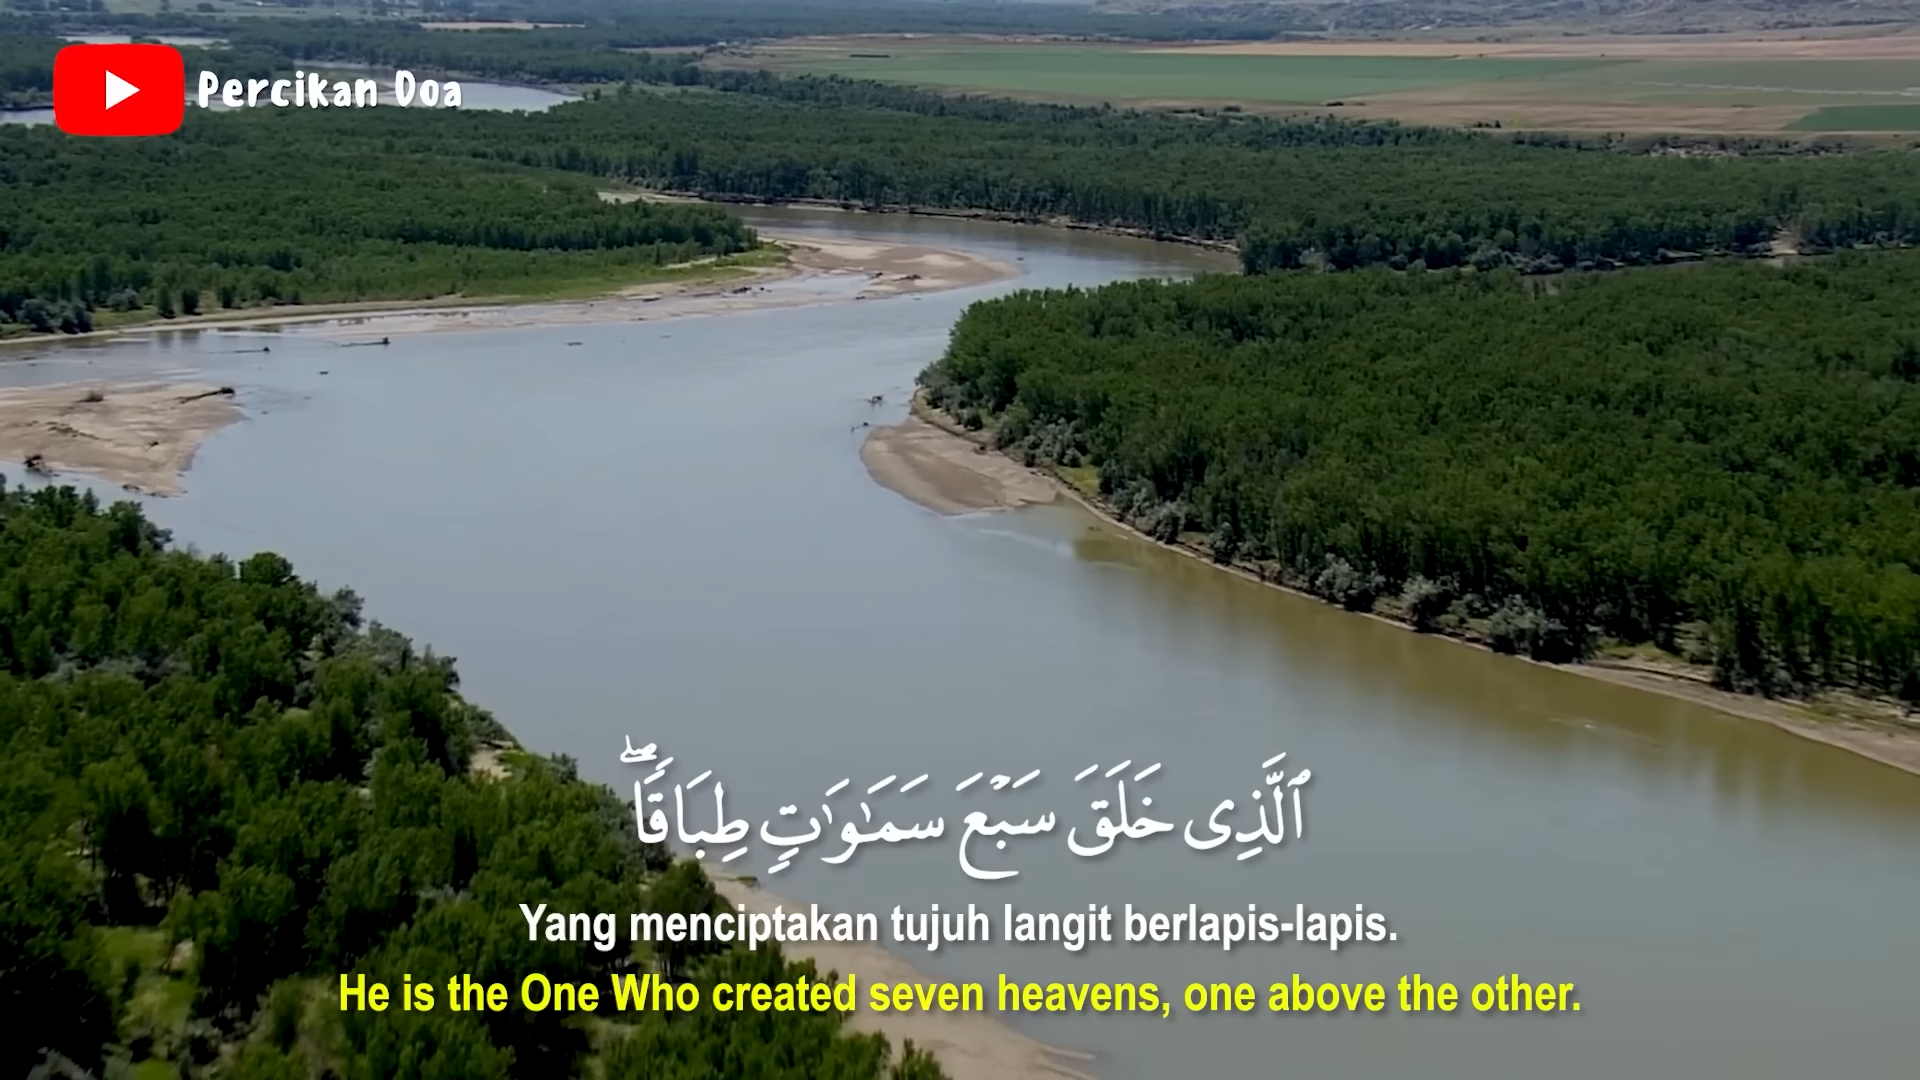 Percikan Doa
ٱلَّذِى خَلَقَ سَبْعَ سَمَـٰوَٰتٍ طِبَاقًا ۖ
Yang menciptakan tujuh langit berlapis-lapis.
He is the One Who created seven heavens, one above the other.